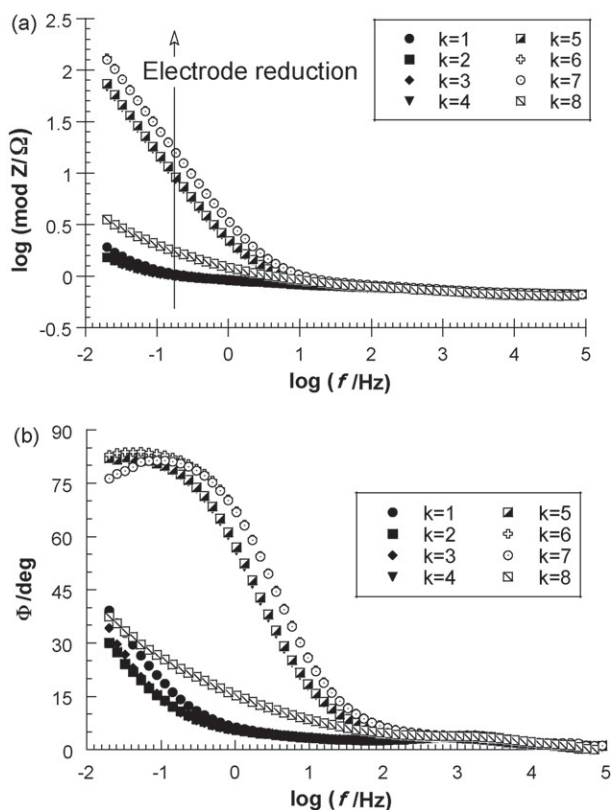 (a)
2.5
2.0
1.5
1.0
0.5
0.0
-0.5
log (mod Z/Ω)
Electrode reduction
k=1 k=5
k=2 k=6
k=3 k=7
k=4 k=8
-2 -1 0 1 2 3 4 5
log (f/Hz)
(b)
90
75
60
45
30
15
0
Φ/deg
k=1 k=5
k=2 k=6
k=3 k=7
k=4 k=8
-2 -1 0 1 2 3 4 5
log (f/Hz)